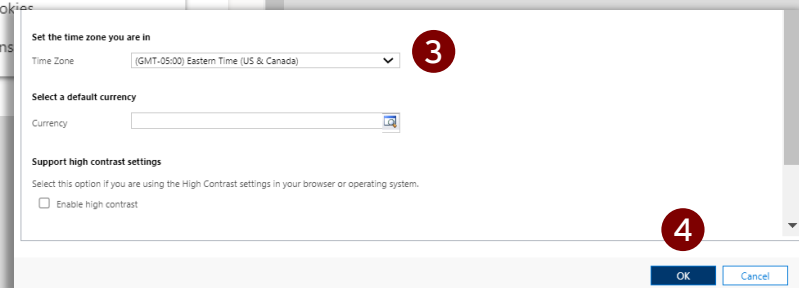 okies
ns
Set the time zone you are in
3
Time Zone (GMT-05:00) Eastern Time (US & Canada)
Select a default currency
Currency
Support high contrast settings
Select this option if you are using the High Contrast settings in your browser or operating system.
Enable high contrast
4
OK Cancel